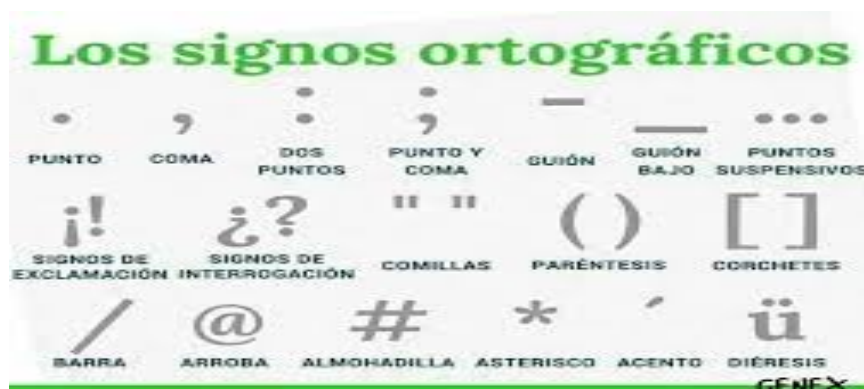 Los signos ortográficos
. , : ; - _ ...
PUNTO COMA DOS PUNTOS PUNTO Y COMA GUIÓN GUIÓN BAJO PUNTOS SUSPENSIVOS
¡! ¿? " " ( ) [ ]
SIGNOS DE EXCLAMACIÓN SIGNOS DE INTERROGACIÓN COMILLAS PARÉNTESIS CORCHETES
/ @ # * ´ ü
BARRA ARROBA ALMOHADILLA ASTERISCO ACENTO DIÉRESIS
GENEX